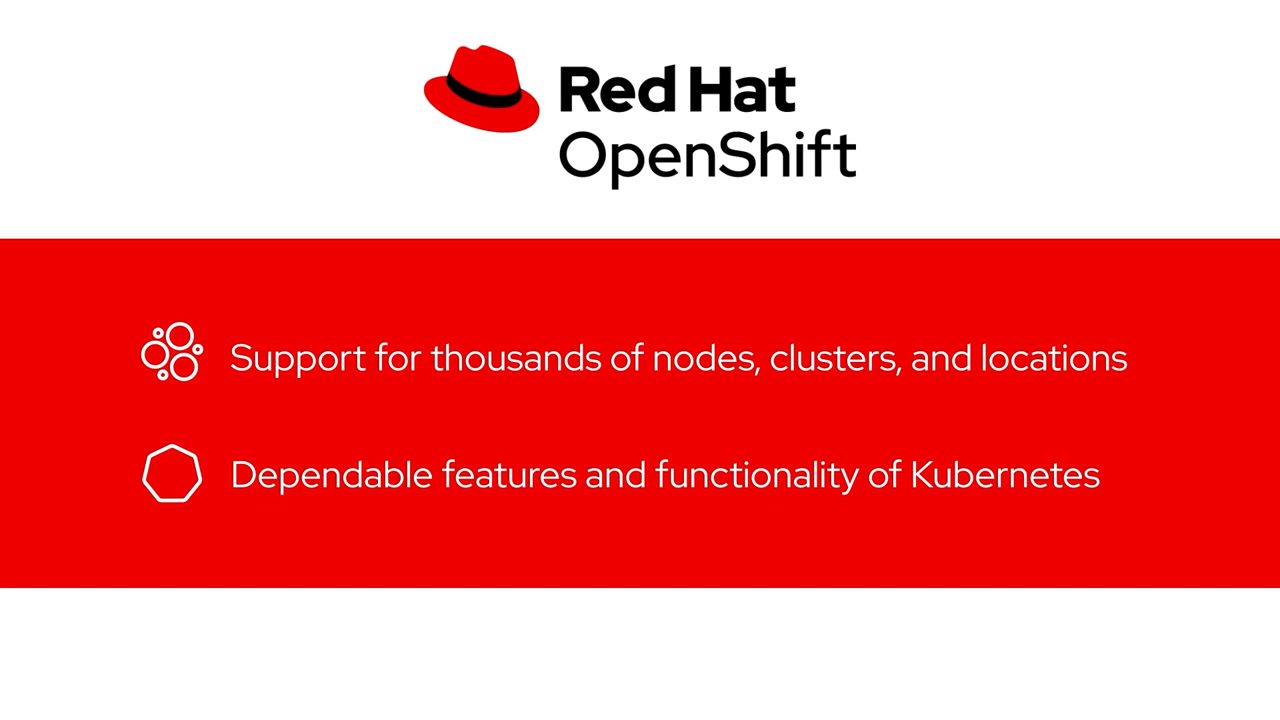 Red Hat
OpenShift
Support for thousands of nodes, clusters, and locations
Dependable features and functionality of Kubernetes